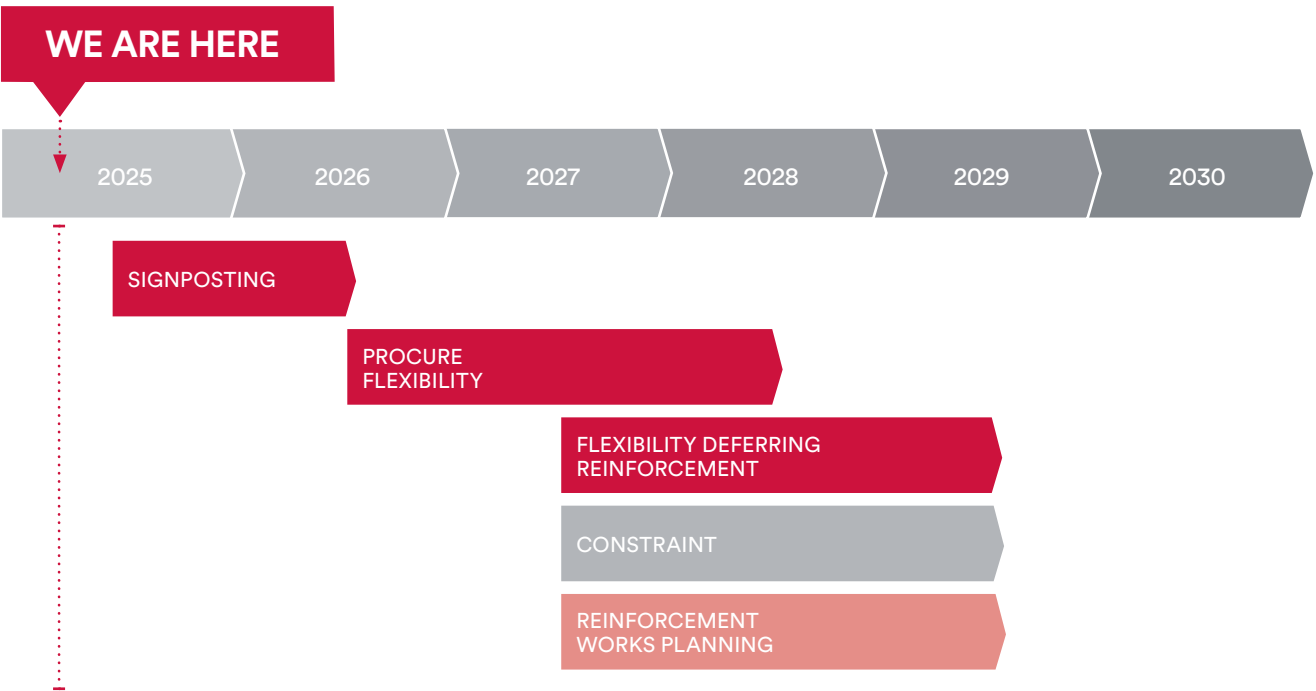 WE ARE HERE
2025
2026
2027
2028
2029
2030
SIGNPOSTING
PROCURE
FLEXIBILITY
FLEXIBILITY DEFERRING
REINFORCEMENT
CONSTRAINT
REINFORCEMENT
WORKS PLANNING